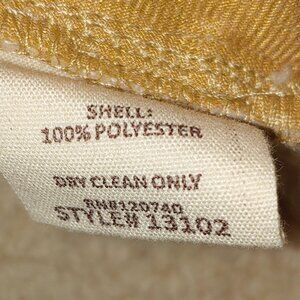 SHELL:
100% POLYESTER
DRY CLEAN ONLY
RN#120740
STYLE# 13102